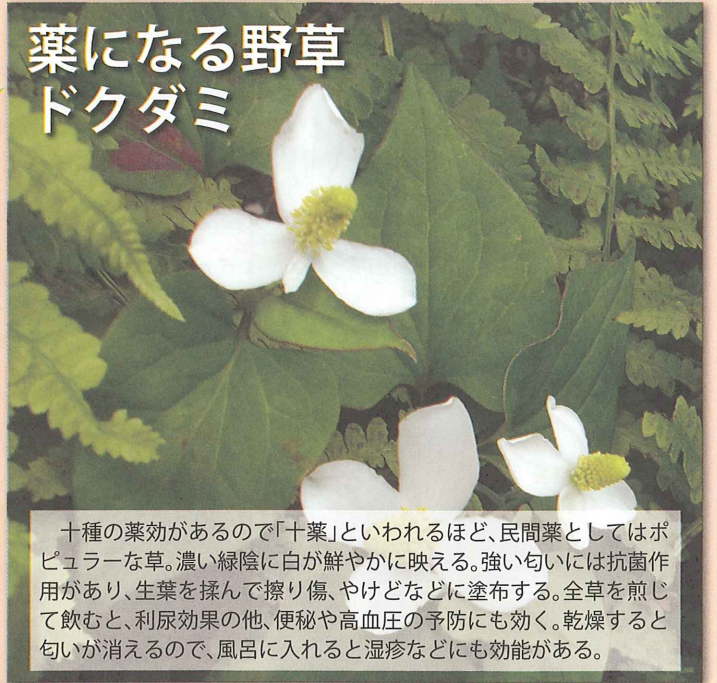 薬になる野草
ドクダミ
十種の薬効があるので「十薬」といわれるほど、民間薬としてはポ
ピュラーな草。濃い緑陰に白が鮮やかに映える。強い匂いには抗菌作
用があり、生葉を揉んで擦り傷、やけどなどに塗布する。全草を煎じ
て飲むと、利尿効果の他、便秘や高血圧の予防にも効く。乾燥すると
匂いが消えるので、風呂に入れると湿疹などにも効能がある。